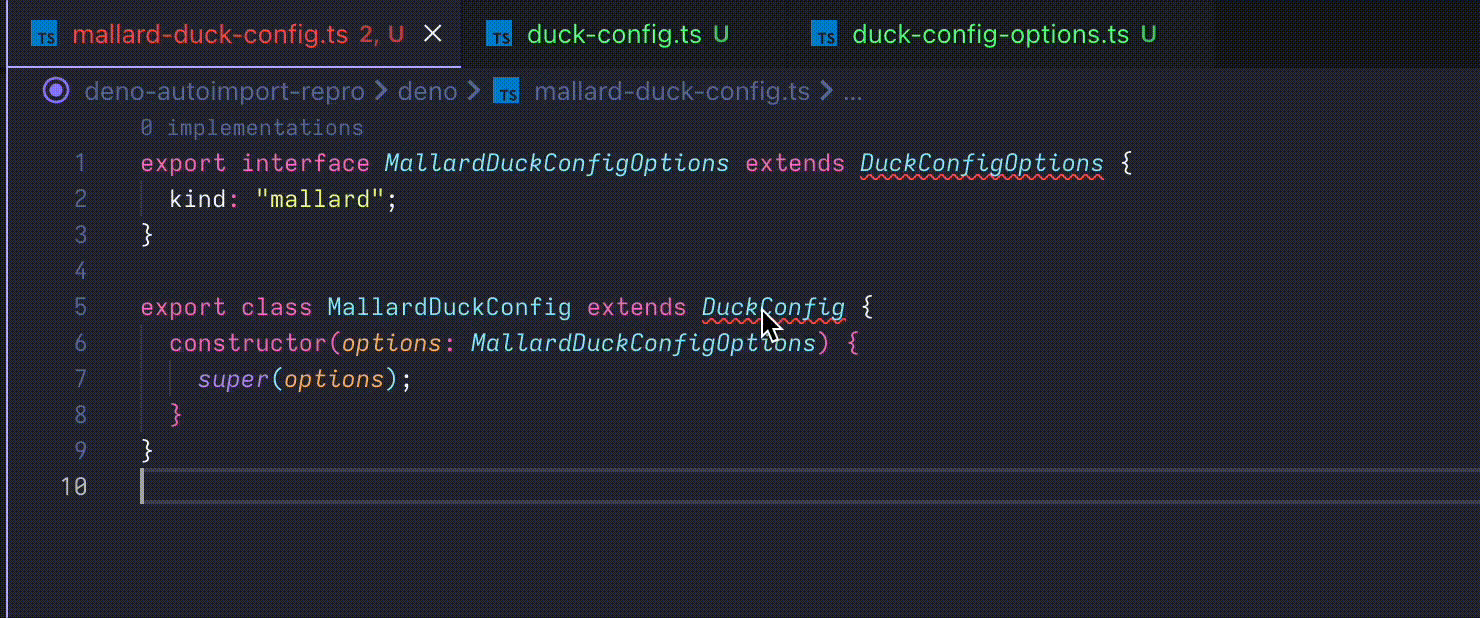 TS mallard-duck-config.ts 2, U TS duck-config.ts U TS duck-config-options.ts U
deno-autoimport-repro > deno > TS mallard-duck-config.ts > ...
0 implementations
1 export interface MallardDuckConfigOptions extends DuckConfigOptions {
2 kind: "mallard";
3 }
4
5 export class MallardDuckConfig extends DuckConfig {
6 constructor(options: MallardDuckConfigOptions) {
7 super(options);
8 }
9 }
10